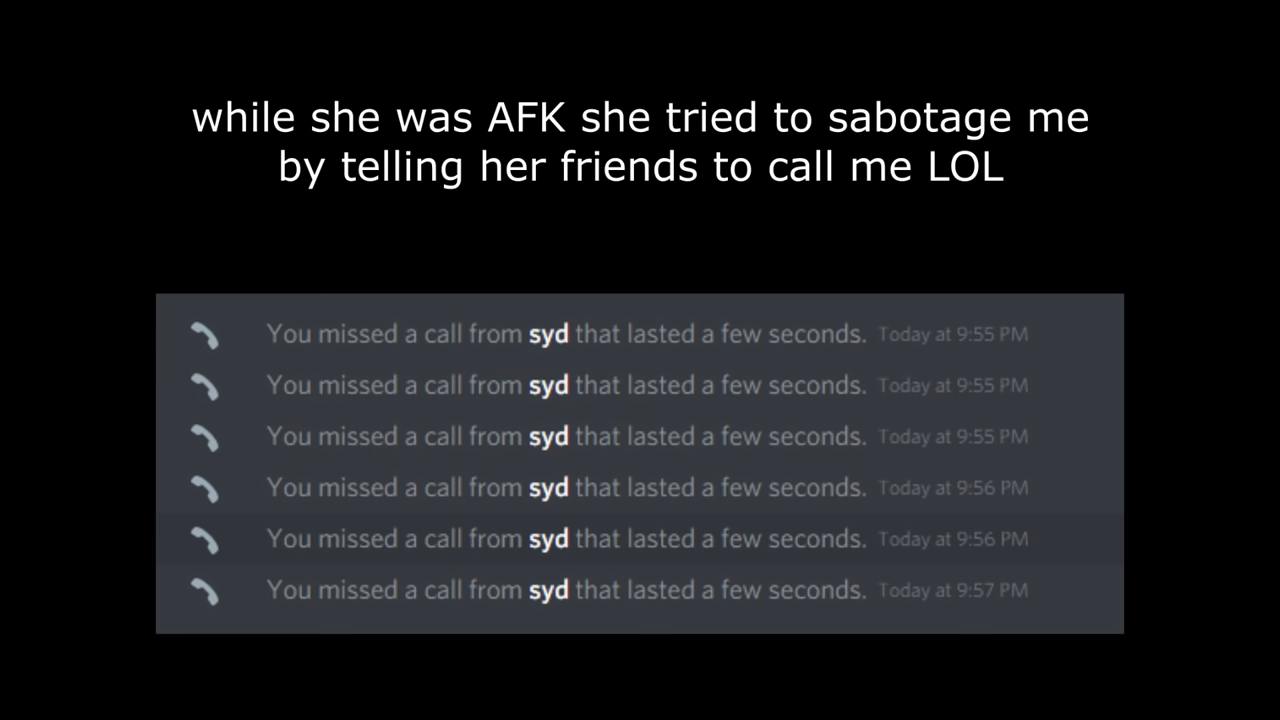 while she was AFK she tried to sabotage me
by telling her friends to call me LOL
You missed a call from syd that lasted a few seconds. Today at 9:55 PM
You missed a call from syd that lasted a few seconds. Today at 9:55 PM
You missed a call from syd that lasted a few seconds. Today at 9:55 PM
You missed a call from syd that lasted a few seconds. Today at 9:56 PM
You missed a call from syd that lasted a few seconds. Today at 9:56 PM
You missed a call from syd that lasted a few seconds. Today at 9:57 PM